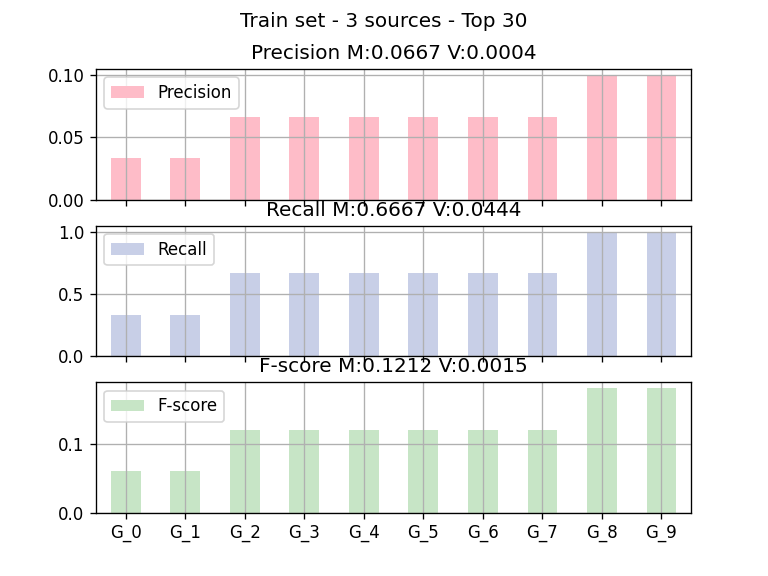 Train set - 3 sources - Top 30
Precision M:0.0667 V:0.0004
0.10
0.05
0.00
Precision
Recall M:0.6667 V:0.0444
1.0
0.5
0.0
Recall
F-score M:0.1212 V:0.0015
0.1
0.0
F-score
G_0 G_1 G_2 G_3 G_4 G_5 G_6 G_7 G_8 G_9